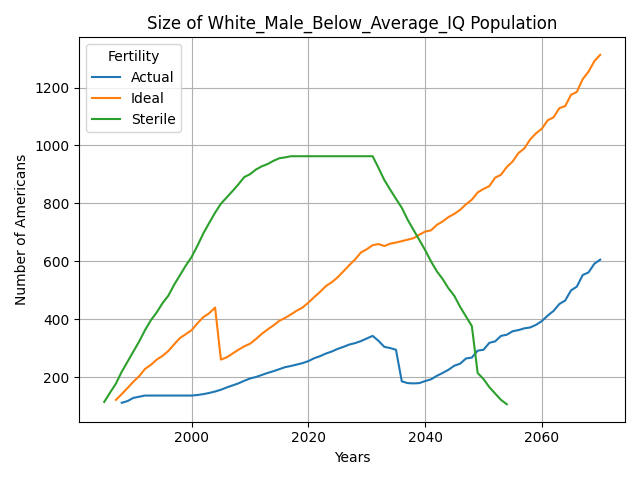 Size of White_Male_Below_Average_IQ Population
Fertility
Actual
Ideal
Sterile
Number of Americans
1200
1000
800
600
400
200
2000
2020
2040
2060
Years